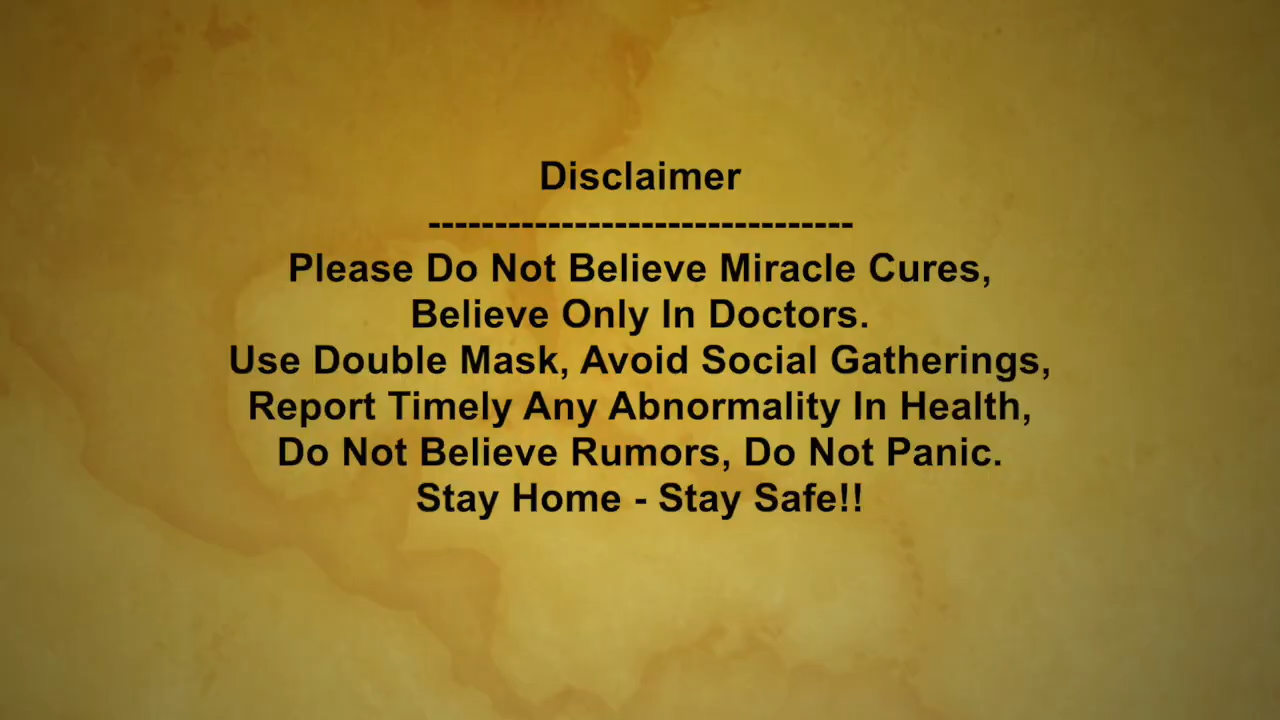 Disclaimer
--------------------------------
Please Do Not Believe Miracle Cures,
Believe Only In Doctors.
Use Double Mask, Avoid Social Gatherings,
Report Timely Any Abnormality In Health,
Do Not Believe Rumors, Do Not Panic.
Stay Home - Stay Safe!!